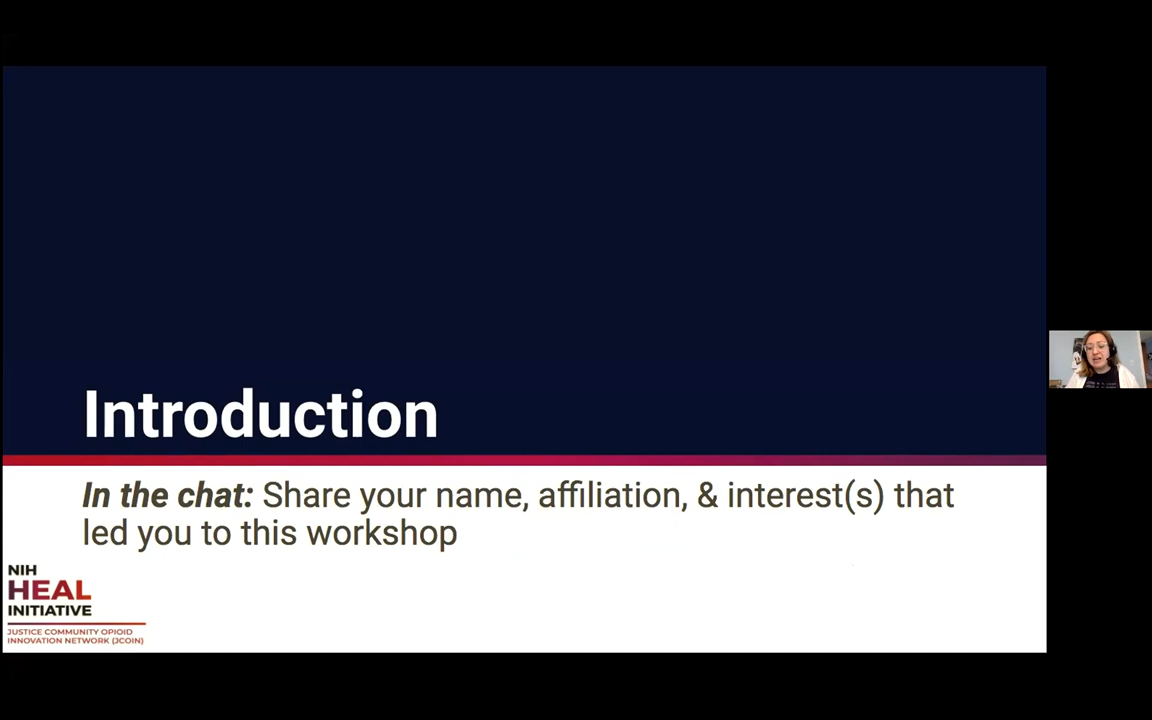 Introduction
In the chat: Share your name, affiliation, & interest(s) that
led you to this workshop
NIH
HEAL
INITIATIVE
JUSTICE COMMUNITY OPIOID
INNOVATION NETWORK (JCOIN)